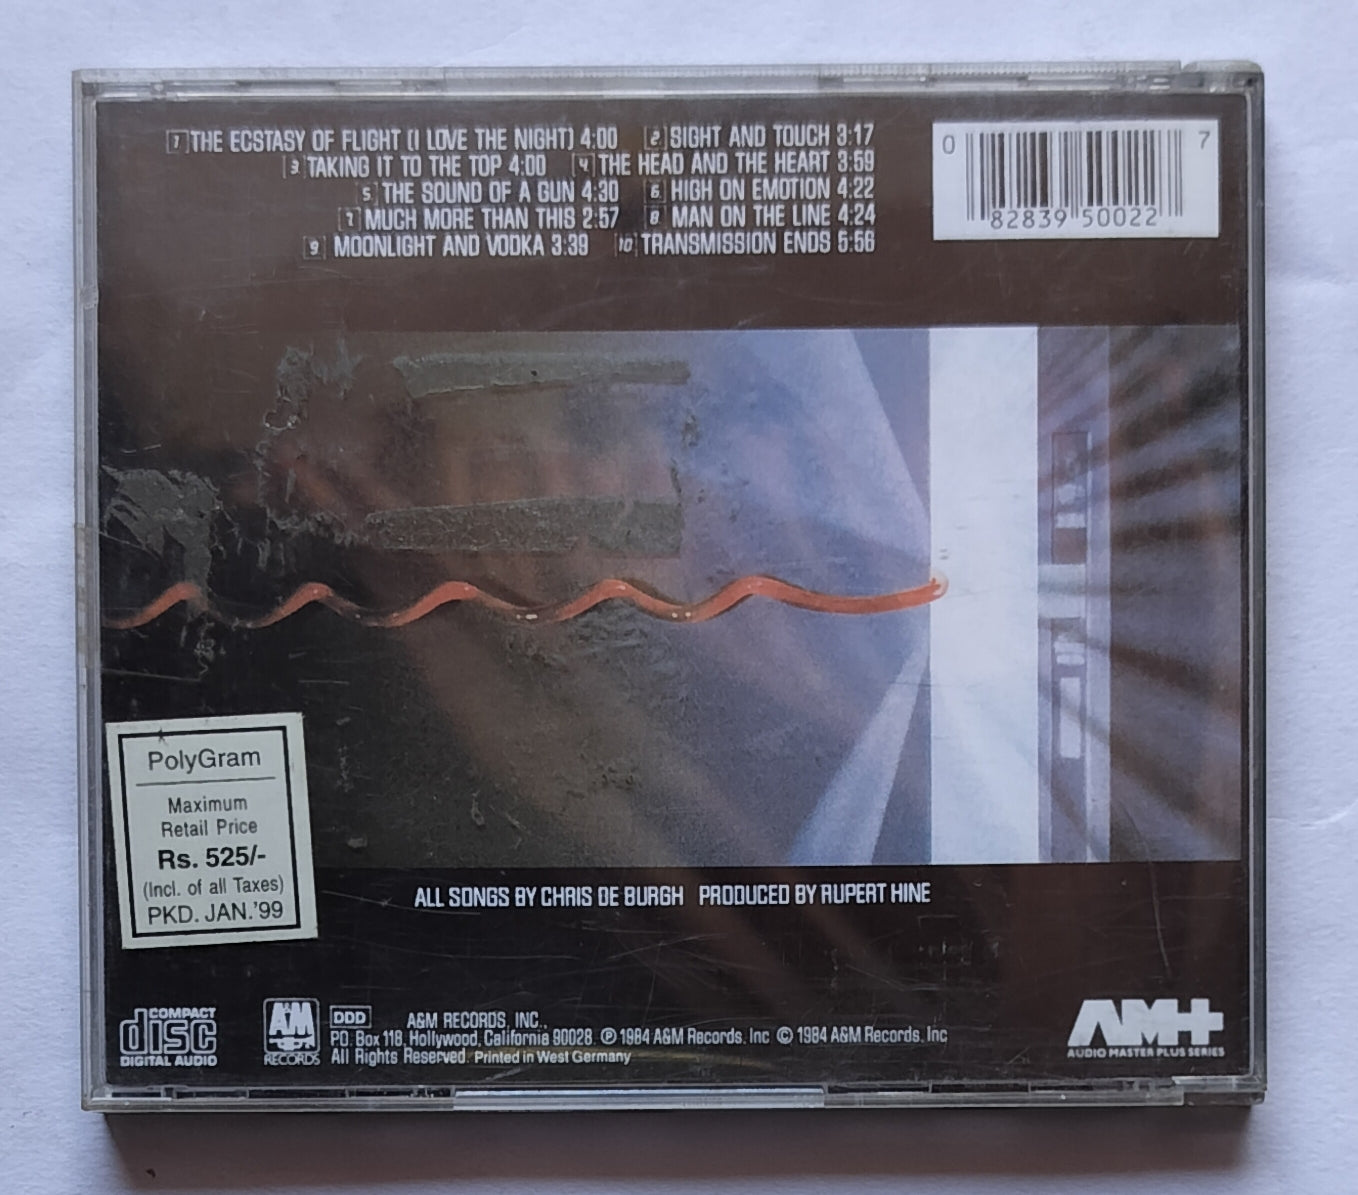 1 THE ECSTASY OF FLIGHT (I LOVE THE NIGHT) 4:00 2 SIGHT AND TOUCH 3:17
3 TAKING IT TO THE TOP 4:00 4 THE HEAD AND THE HEART 3:59
5 THE SOUND OF A GUN 4:30 6 HIGH ON EMOTION 4:22
7 MUCH MORE THAN THIS 2:57 8 MAN ON THE LINE 4:24
9 MOONLIGHT AND VODKA 3:39 10 TRANSMISSION ENDS 5:56
0 82839 50022 7
PolyGram
Maximum
Retail Price
Rs. 525/-
(Incl. of all Taxes)
PKD. JAN.'99
ALL SONGS BY CHRIS DE BURGH PRODUCED BY RUPERT HINE
COMPACT
disc
DIGITAL AUDIO
A&M
RECORDS
DDD A&M RECORDS, INC.,
P.O. Box 118, Hollywood, California 90028. ℗ 1984 A&M Records, Inc © 1984 A&M Records, Inc
All Rights Reserved. Printed in West Germany
AM+
AUDIO MASTER PLUS SERIES